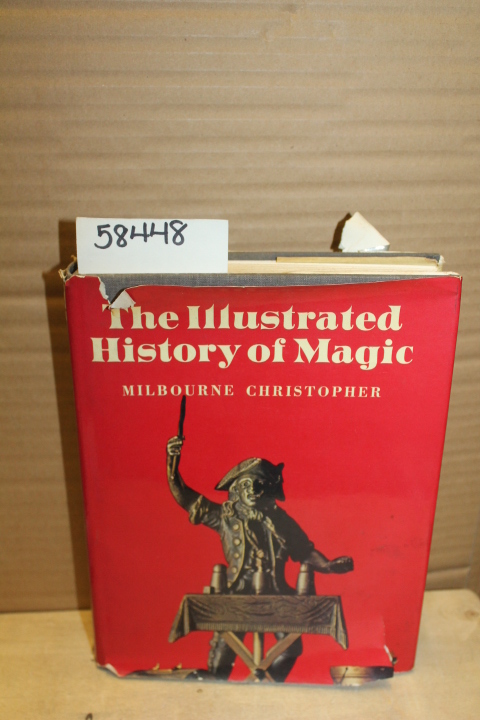 58448
The Illustrated
History of Magic
MILBOURNE CHRISTOPHER